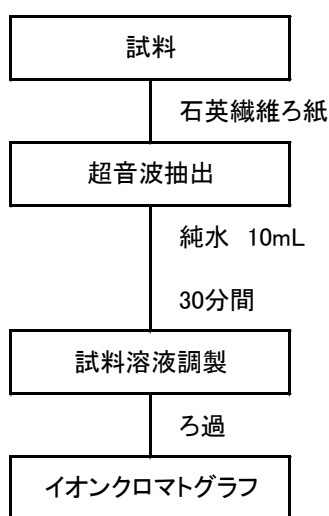 試料
石英繊維ろ紙
超音波抽出
純水 10mL
30分間
試料溶液調製
ろ過
イオンクロマトグラフ